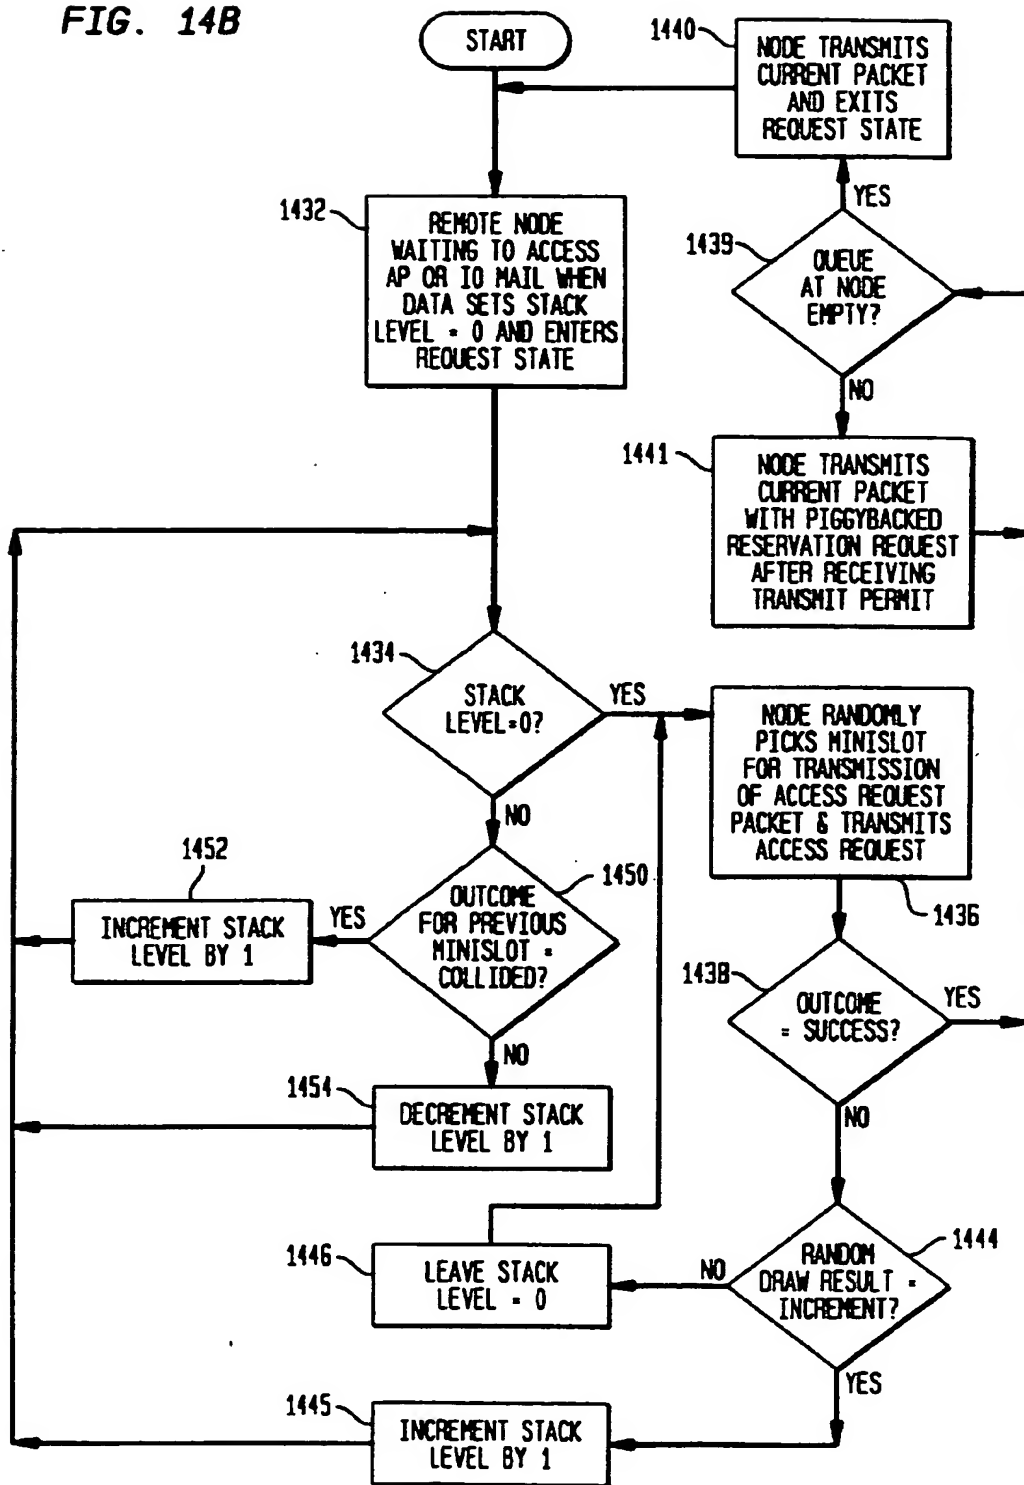 FIG. 14B
START
1440
NODE TRANSMITS
CURRENT PACKET
AND EXITS
REQUEST STATE
YES
1432
REMOTE NODE
WAITING TO ACCESS
AP OR IO MAIL WHEN
DATA SETS STACK
LEVEL = 0 AND ENTERS
REQUEST STATE
1439
QUEUE
AT NODE
EMPTY?
NO
1441
NODE TRANSMITS
CURRENT PACKET
WITH PIGGYBACKED
RESERVATION REQUEST
AFTER RECEIVING
TRANSMIT PERMIT
1434
STACK
LEVEL=0?
YES
NO
NODE RANDOMLY
PICKS MINISLOT
FOR TRANSMISSION
OF ACCESS REQUEST
PACKET & TRANSMITS
ACCESS REQUEST
1436
1452
INCREMENT STACK
LEVEL BY 1
YES
1450
OUTCOME
FOR PREVIOUS
MINISLOT =
COLLIDED?
NO
1438
OUTCOME
= SUCCESS?
YES
NO
1454
DECREMENT STACK
LEVEL BY 1
1446
LEAVE STACK
LEVEL = 0
NO
1444
RANDOM
DRAW RESULT =
INCREMENT?
YES
1445
INCREMENT STACK
LEVEL BY 1